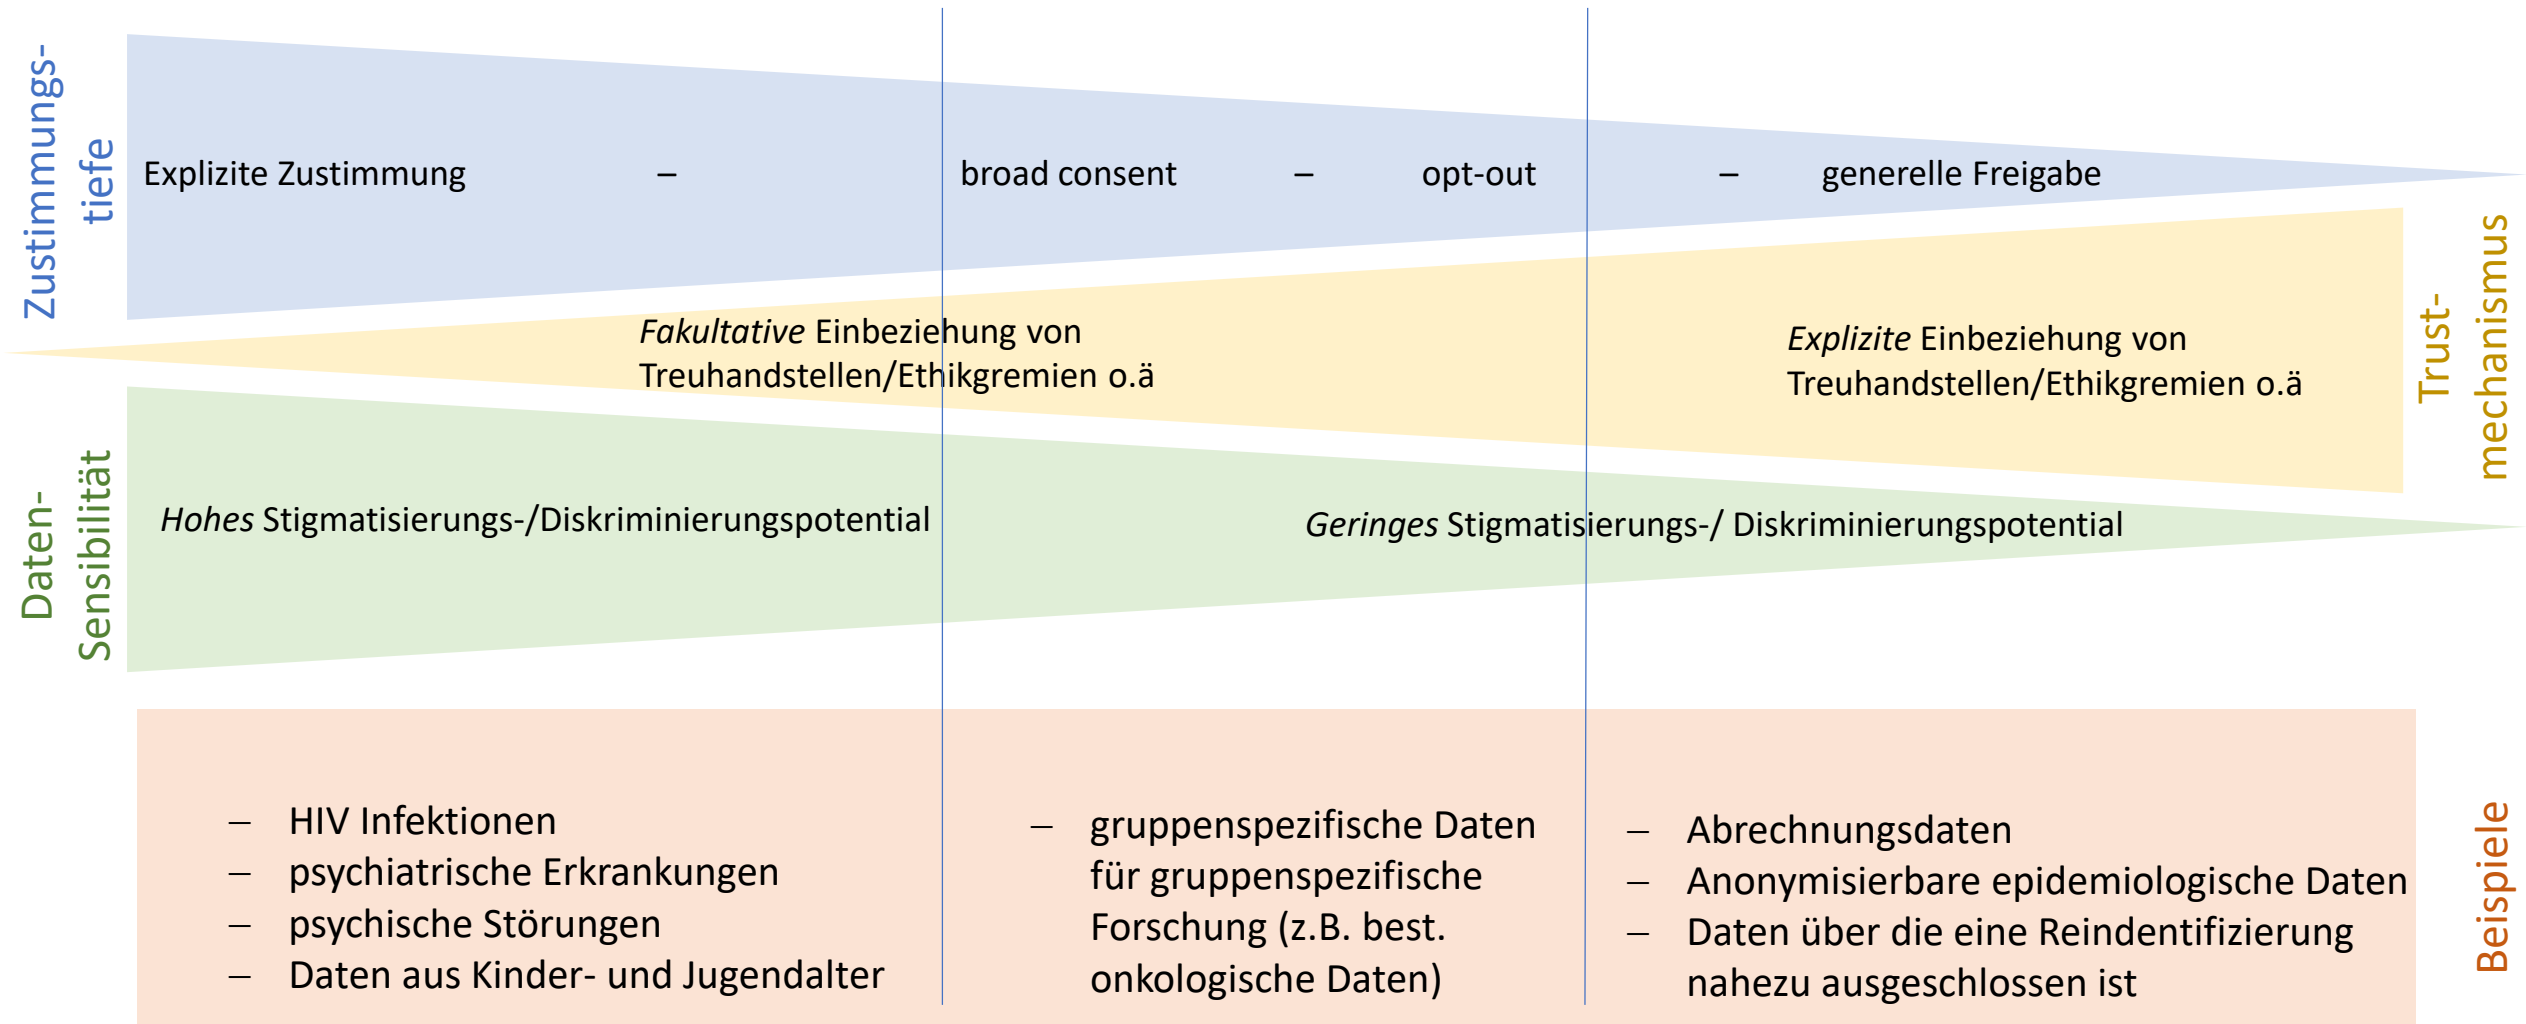 Zustimmungs-
tiefe
Explizite Zustimmung – broad consent – opt-out – generelle Freigabe
Trust-
mechanismus
Fakultative Einbeziehung von
Treuhandstellen/Ethikgremien o.ä
Explizite Einbeziehung von
Treuhandstellen/Ethikgremien o.ä
Daten-
Sensibilität
Hohes Stigmatisierungs-/Diskriminierungspotential
Geringes Stigmatisierungs-/ Diskriminierungspotential
– HIV Infektionen
– psychiatrische Erkrankungen
– psychische Störungen
– Daten aus Kinder- und Jugendalter
– gruppenspezifische Daten
für gruppenspezifische
Forschung (z.B. best.
onkologische Daten)
– Abrechnungsdaten
– Anonymisierbare epidemiologische Daten
– Daten über die eine Reindentifizierung
nahezu ausgeschlossen ist
Beispiele